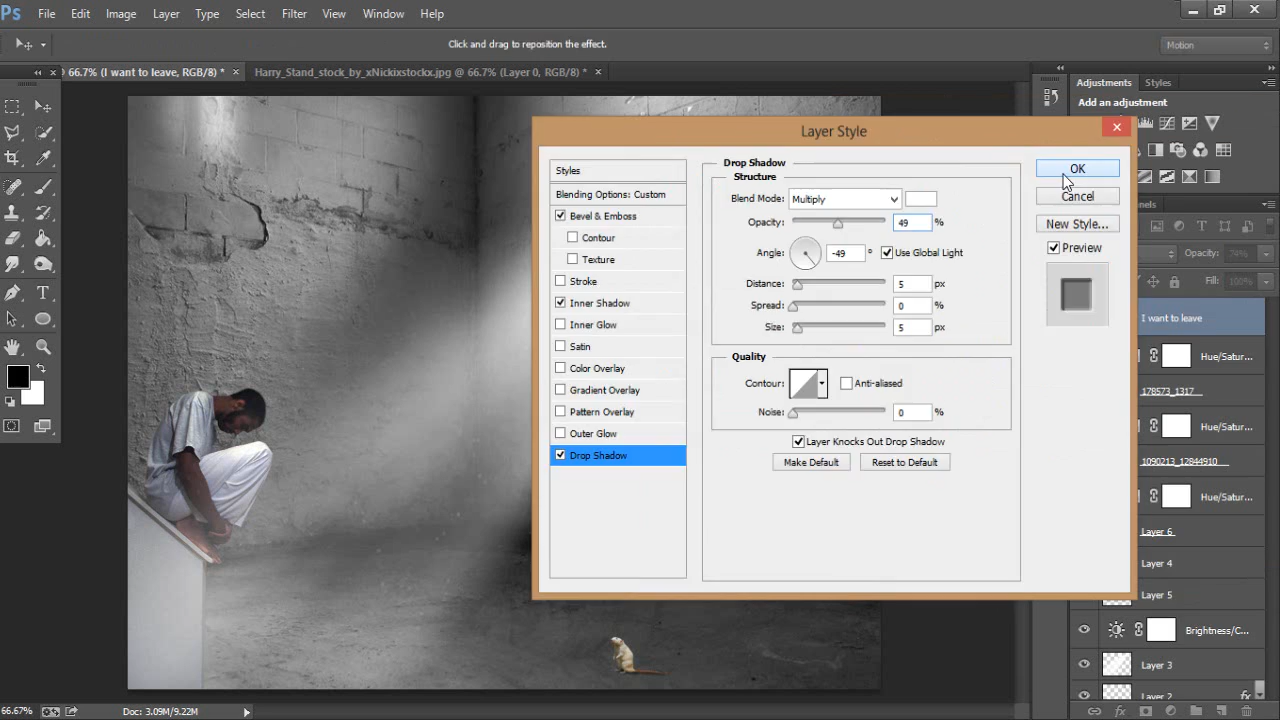 Ps File Edit Image Layer Type Select Filter View Window Help
Click and drag to reposition the effect.
Motion
66.7% (I want to leave, RGB/8) *
Harry_Stand_stock_by_xNickixstockx.jpg @ 66.7% (Layer 0, RGB/8) *
Adjustments Styles
Add an adjustment
Layer Style
Styles
Blending Options: Custom
Bevel & Emboss
Contour
Texture
Stroke
Inner Shadow
Inner Glow
Satin
Color Overlay
Gradient Overlay
Pattern Overlay
Outer Glow
Drop Shadow
Drop Shadow
Structure
Blend Mode: Multiply
Opacity: 49 %
Angle: -49 ° Use Global Light
Distance: 5 px
Spread: 0 %
Size: 5 px
Quality
Contour: Anti-aliased
Noise: 0 %
Layer Knocks Out Drop Shadow
Make Default Reset to Default
OK
Cancel
New Style...
Preview
nels
Opacity:
Fill: 100%
I want to leave
Hue/Satur...
178573_1317
Hue/Satur...
1090213_12844910
Hue/Satur...
Layer 6
Layer 4
Layer 5
Brightness/C...
Layer 3
Layer 2 fx
66.67% Doc: 3.09M/9.22M